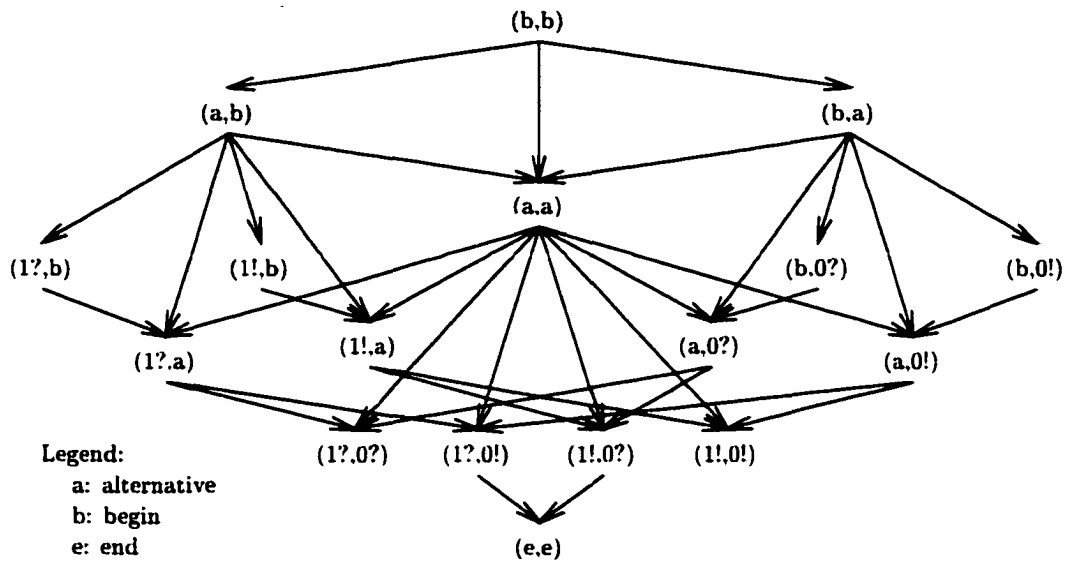 (b,b)
(a,b)
(b,a)
(a,a)
(1?,b)
(1!,b)
(b,0?)
(b,0!)
(1?,a)
(1!,a)
(a,0?)
(a,0!)
(1?,0?)
(1?,0!)
(1!,0?)
(1!,0!)
Legend:
a: alternative
b: begin
e: end
(e,e)